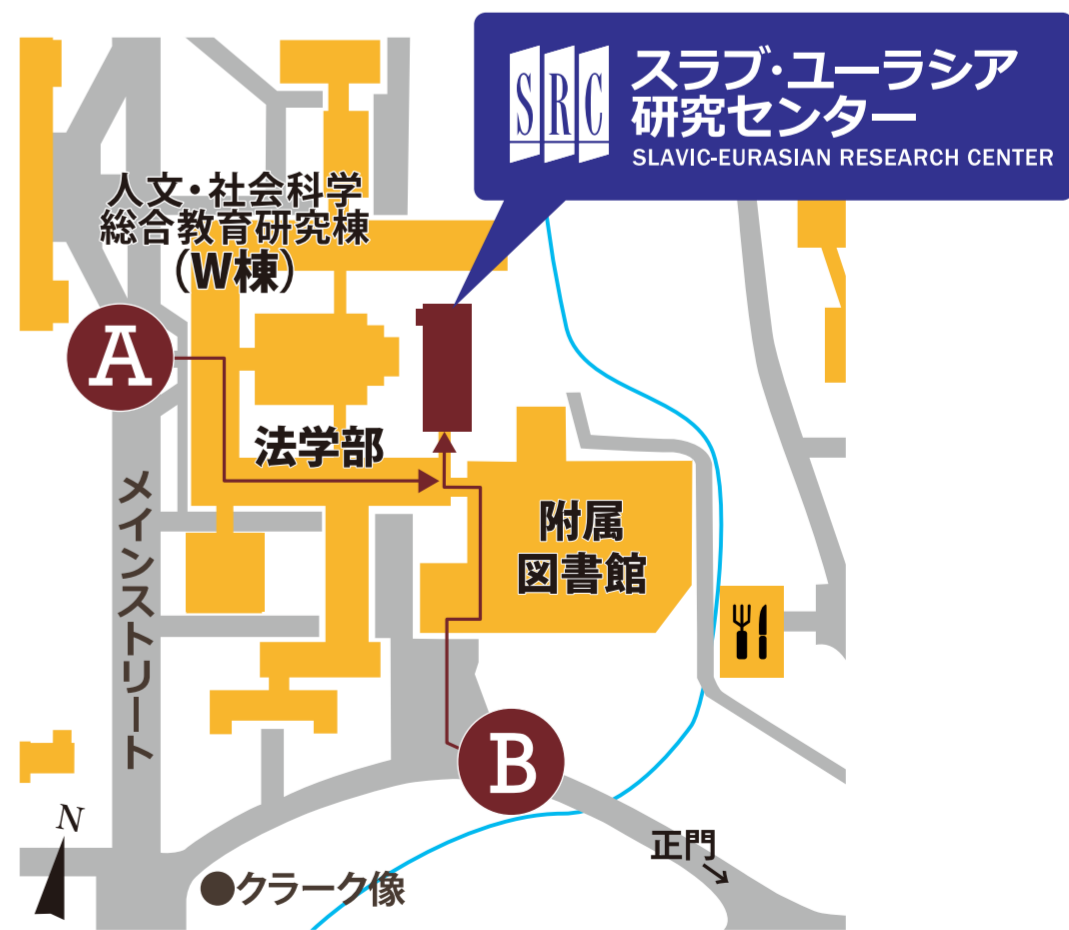 SRC
スラブ・ユーラシア
研究センター
SLAVIC-EURASIAN RESEARCH CENTER
人文・社会科学
総合教育研究棟
（W棟）
A
法学部
メインストリート
附属
図書館
B
N
正門
クラーク像